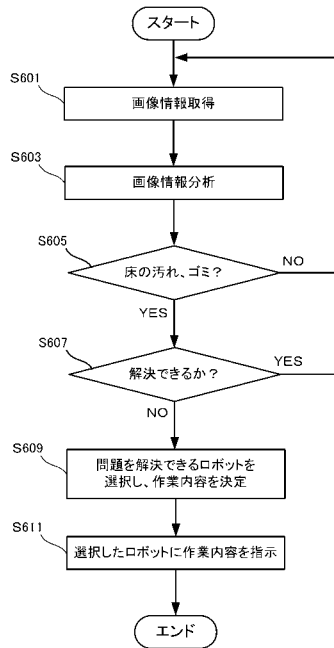 スタート
S601
画像情報取得
S603
画像情報分析
S605
床の汚れ、ゴミ?
NO
YES
S607
解決できるか?
YES
NO
S609
問題を解決できるロボットを
選択し、作業内容を決定
S611
選択したロボットに作業内容を指示
エンド